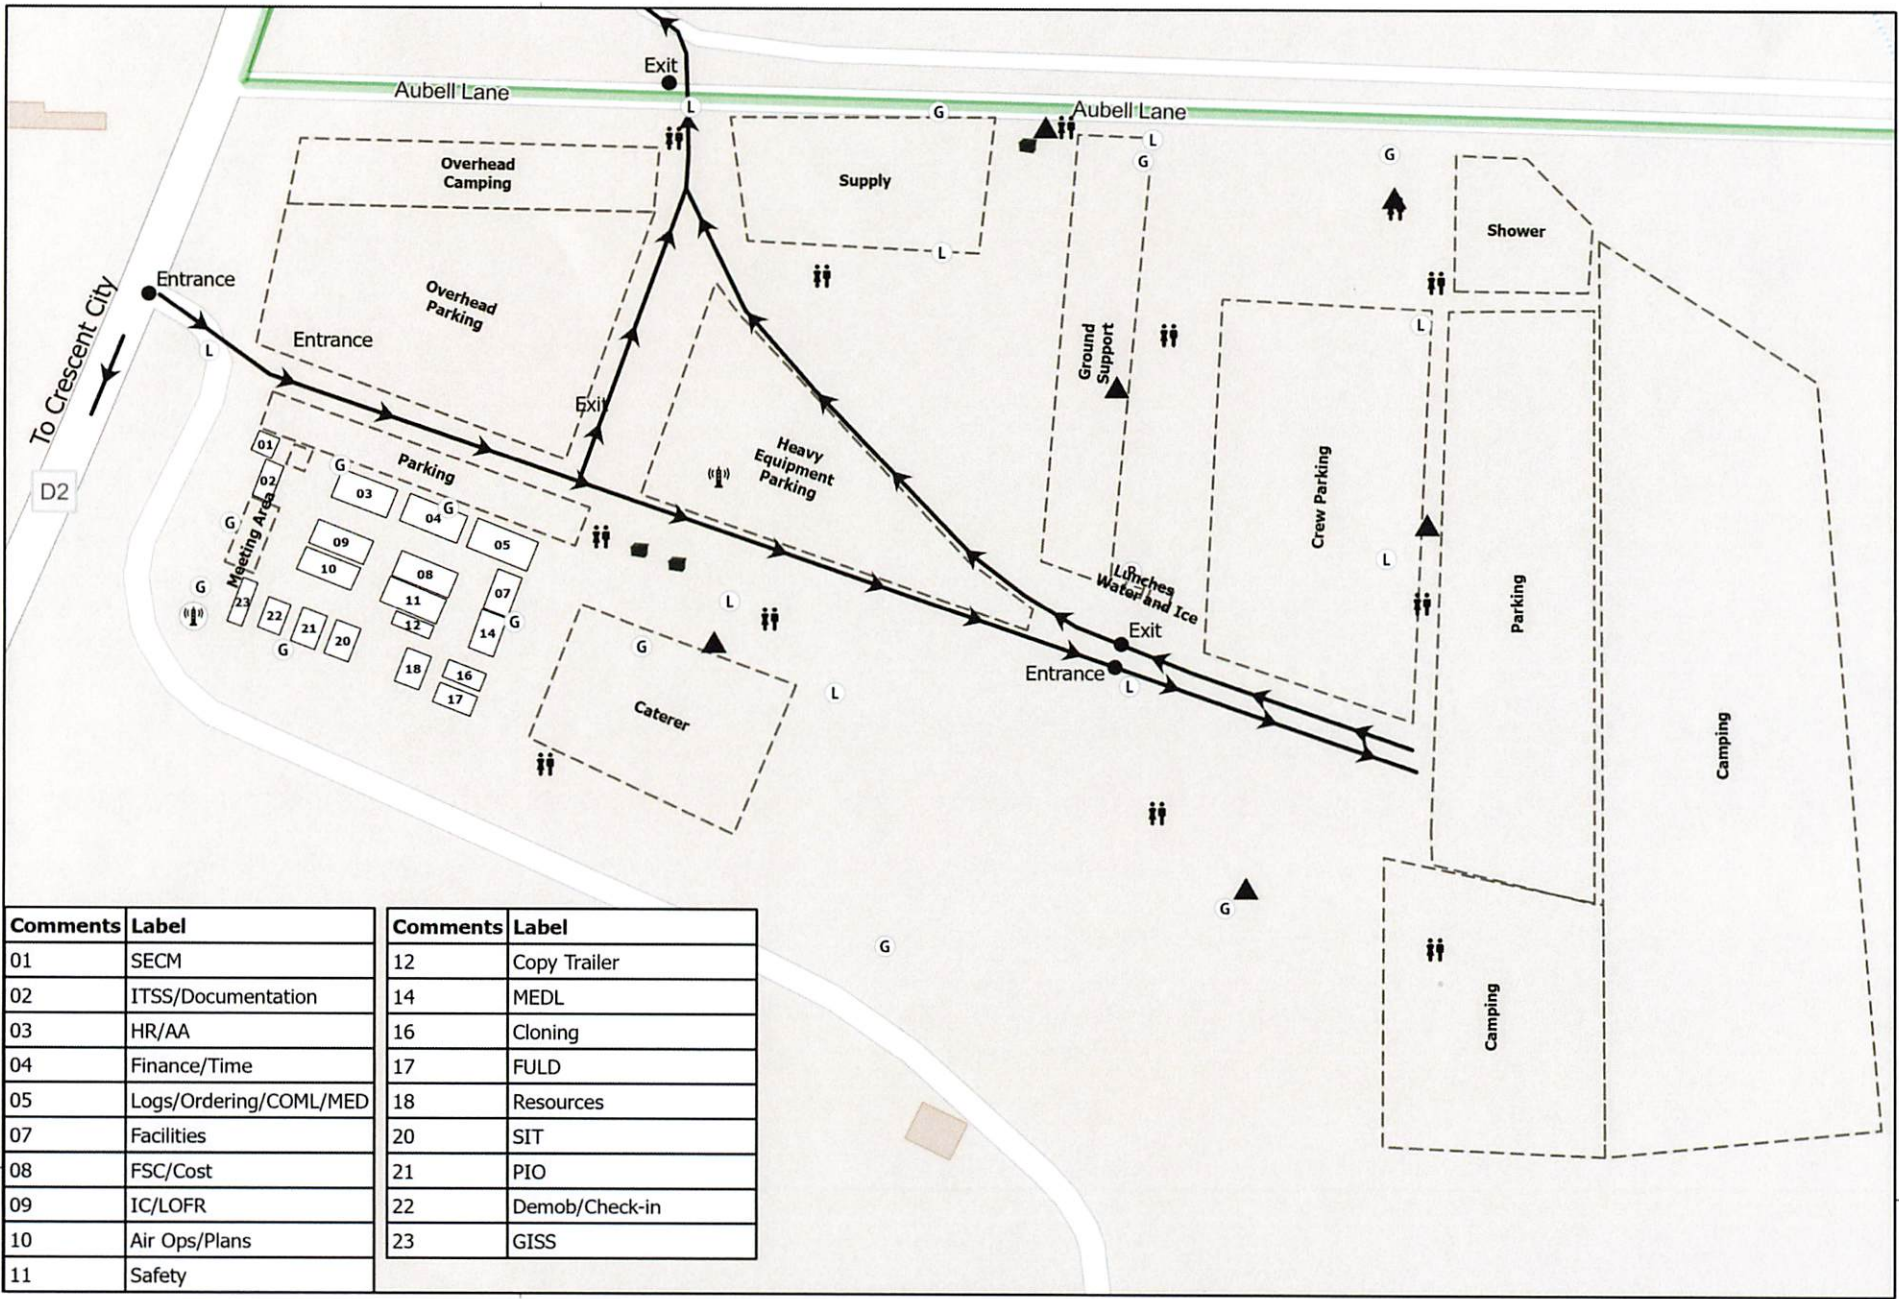 Exit
Aubell Lane
Aubell Lane
L
G
L
G
G
Overhead
Camping
Supply
Shower
L
Entrance
To Crescent City
L
Overhead
Parking
Entrance
Ground
Support
L
Exit
D2
Parking
Heavy
Equipment
Parking
Crew Parking
Parking
Camping
G
G
G
G
G
G
Meeting Area
01
02
03
04
05
09
10
08
11
12
07
14
23
22
21
20
18
16
17
L
G
L
L
Caterer
Lunches
Water and Ice
Exit
Entrance
L
G
G
Camping
Comments Label
01 SECM
02 ITSS/Documentation
03 HR/AA
04 Finance/Time
05 Logs/Ordering/COML/MED
07 Facilities
08 FSC/Cost
09 IC/LOFR
10 Air Ops/Plans
11 Safety
Comments Label
12 Copy Trailer
14 MEDL
16 Cloning
17 FULD
18 Resources
20 SIT
21 PIO
22 Demob/Check-in
23 GISS